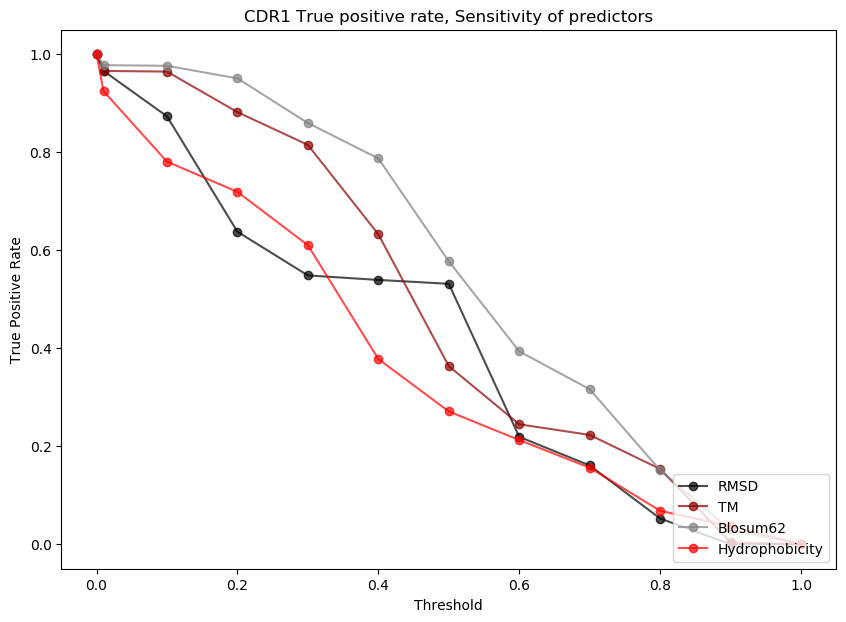 CDR1 True positive rate, Sensitivity of predictors
True Positive Rate
1.0
0.8
0.6
0.4
0.2
0.0
RMSD
TM
Blosum62
Hydrophobicity
0.0 0.2 0.4 0.6 0.8 1.0
Threshold